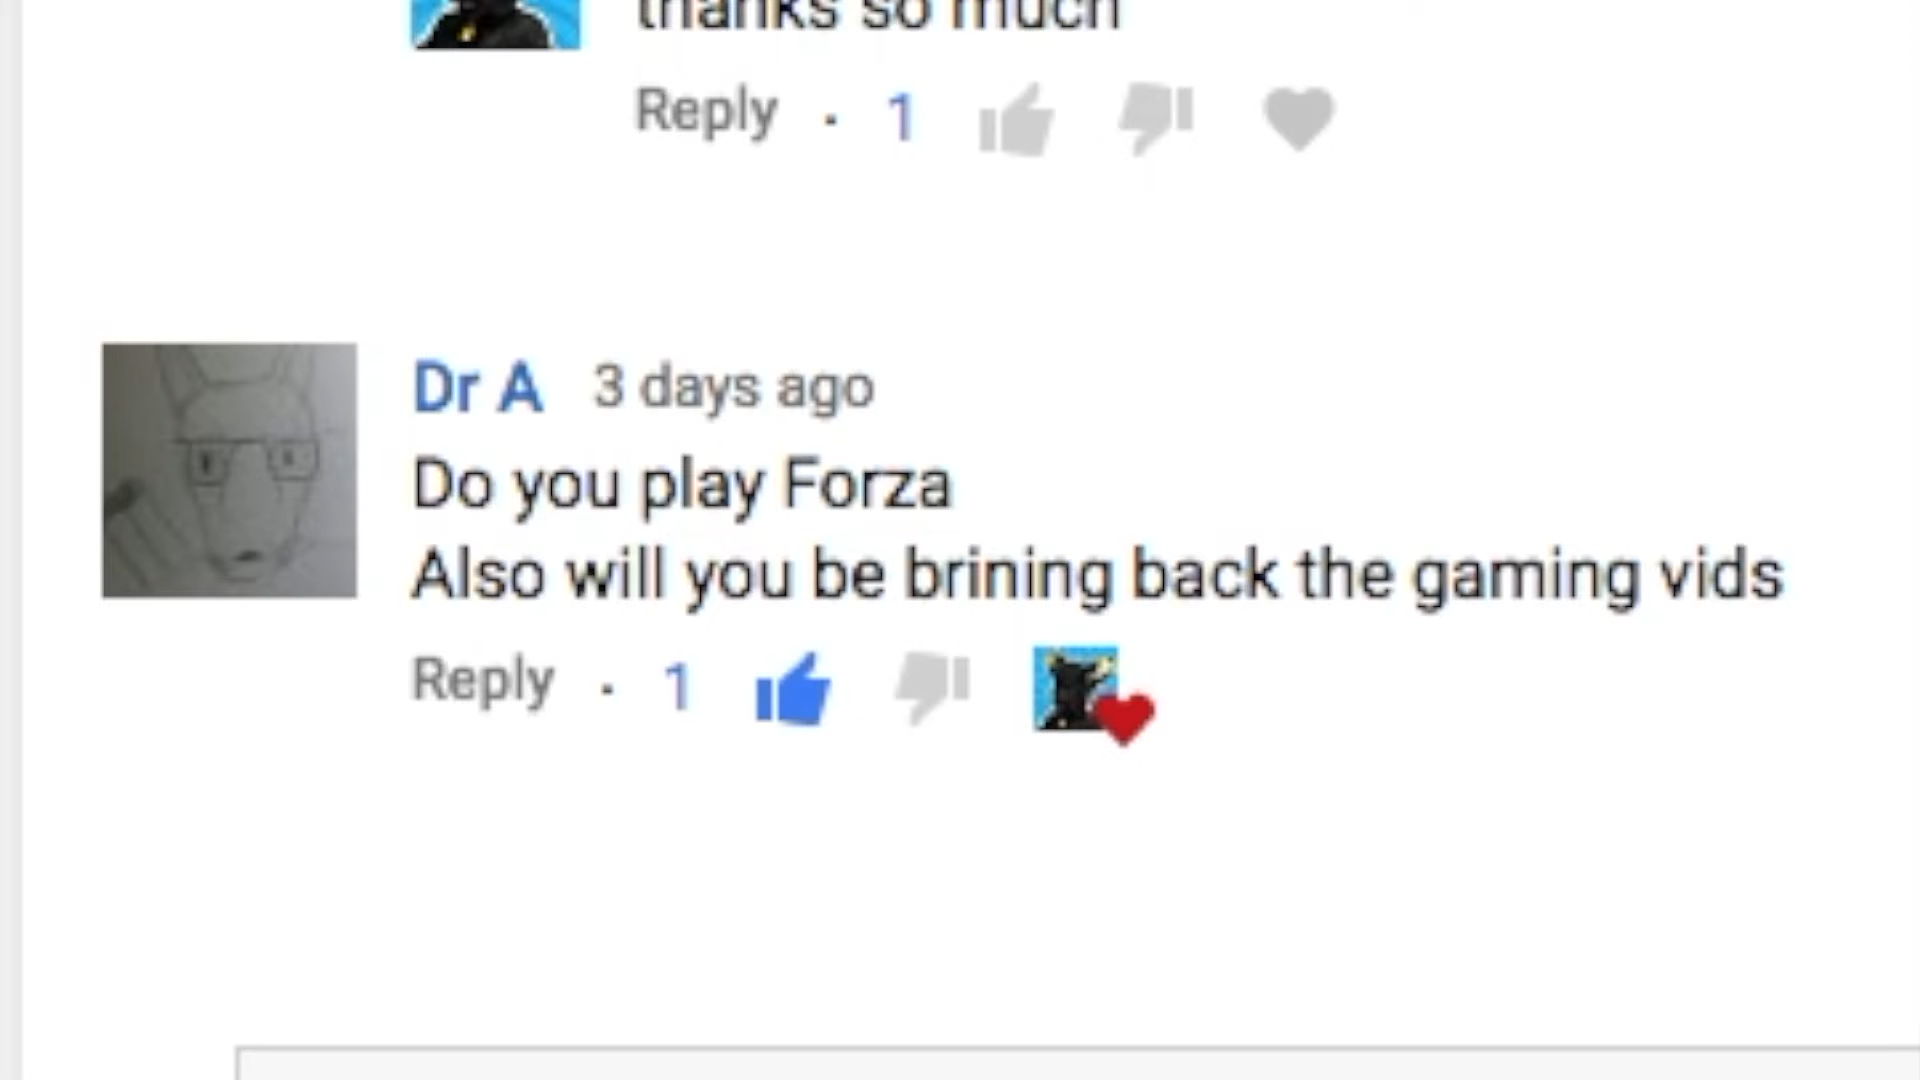 thanks so much
Reply · 1
Dr A 3 days ago
Do you play Forza
Also will you be brining back the gaming vids
Reply · 1